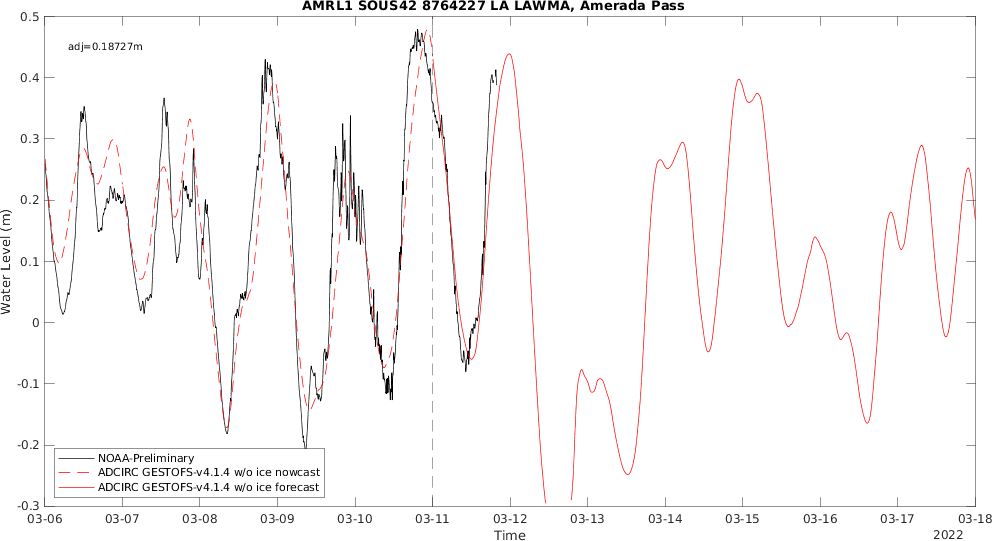 AMRL1 SOUS42 8764227 LA LAWMA, Amerada Pass
adj=0.18727m
0.5
0.4
0.3
0.2
0.1
0
-0.1
-0.2
-0.3
Water Level (m)
NOAA-Preliminary
ADCIRC GESTOFS-v4.1.4 w/o ice nowcast
ADCIRC GESTOFS-v4.1.4 w/o ice forecast
03-06 03-07 03-08 03-09 03-10 03-11 03-12 03-13 03-14 03-15 03-16 03-17 03-18
Time
2022